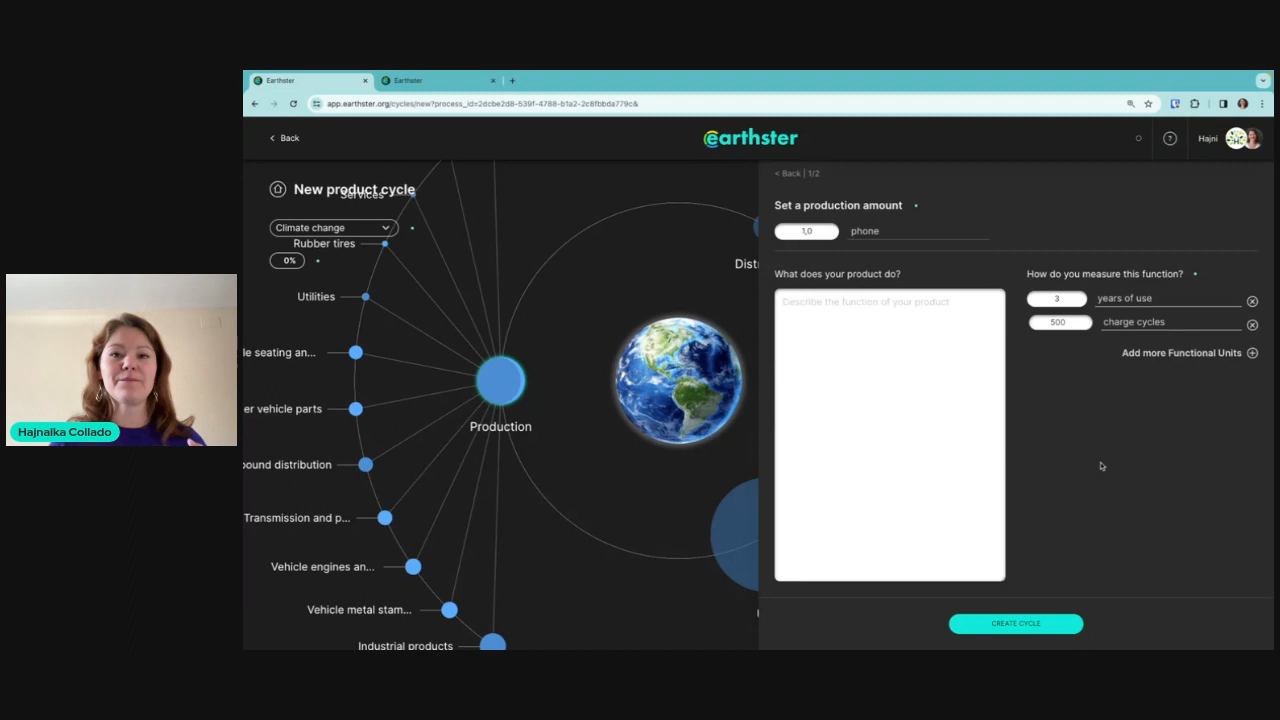 Earthster
Earthster
app.earthster.org/cycles/new?process_id=2dcbe2d8-539f-4788-b1a2-2c8fbbda779c&
Back
earthster
Hajni
New product cycle
Services
Climate change
Rubber tires
0%
Utilities
le seating an...
er vehicle parts
Production
ound distribution
Transmission and p...
Vehicle engines an...
Vehicle metal stam...
Industrial products
Distr
< Back | 1/2
Set a production amount
1,0 phone
What does your product do?
Describe the function of your product
How do you measure this function?
3 years of use
500 charge cycles
Add more Functional Units
CREATE CYCLE
Hajnalka Collado